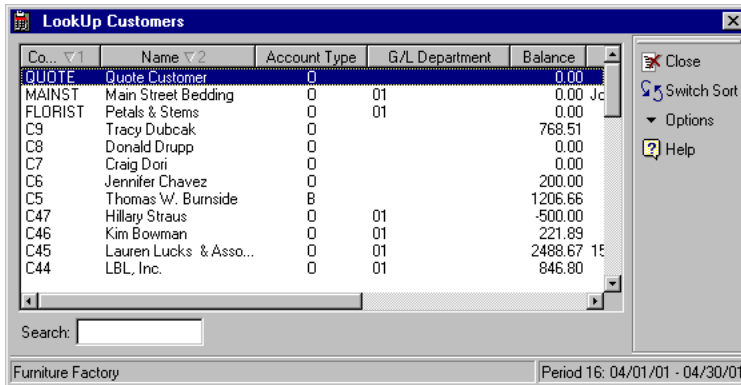 LookUp Customers
Co... 1 Name 2 Account Type G/L Department Balance
QUOTE Quote Customer O 0.00
MAINST Main Street Bedding O 01 0.00 Jo
FLORIST Petals & Stems O 01 0.00
C9 Tracy Dubcak O 768.51
C8 Donald Drupp O 0.00
C7 Craig Dori O 0.00
C6 Jennifer Chavez O 200.00
C5 Thomas W. Burnside B 1206.66
C47 Hillary Straus O 01 -500.00
C46 Kim Bowman O 01 221.89
C45 Lauren Lucks & Asso... O 01 2488.67 15
C44 LBL, Inc. O 01 846.80
Close
Switch Sort
Options
Help
Search:
Furniture Factory Period 16: 04/01/01 - 04/30/01